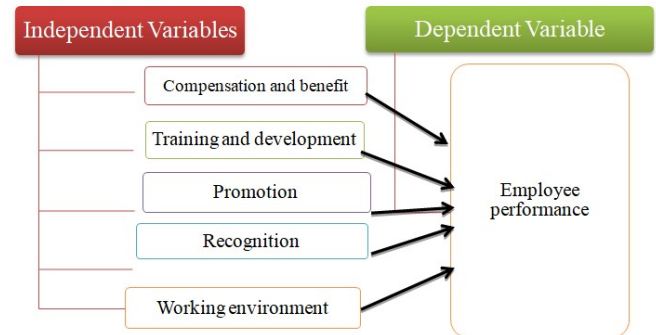 Independent Variables
Dependent Variable
Compensation and benefit
Training and development
Promotion
Recognition
Working environment
Employee
performance